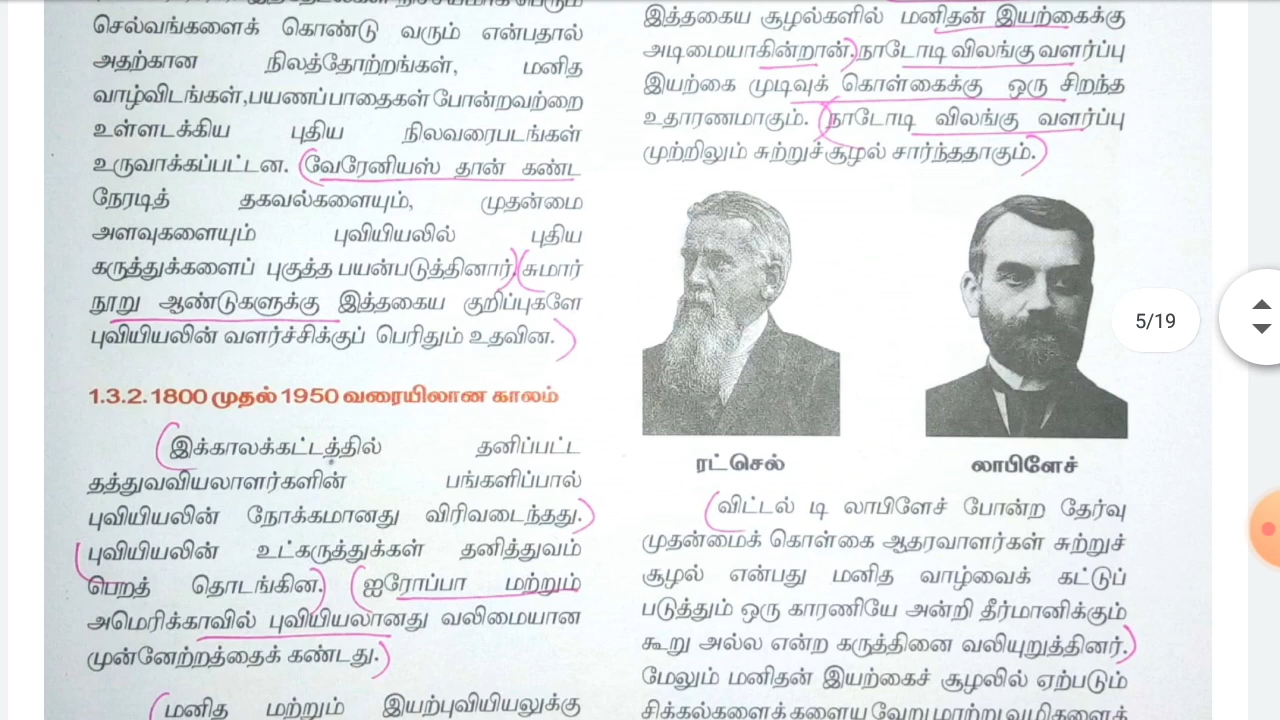 செல்வங்களைக் கொண்டு வரும் என்பதால்
அதற்கான நிலத்தோற்றங்கள், மனித
வாழ்விடங்கள்,பயணப்பாதைகள் போன்றவற்றை
உள்ளடக்கிய புதிய நிலவரைபடங்கள்
உருவாக்கப்பட்டன. வேரேனியஸ் தான் கண்ட
நேரடித் தகவல்களையும், முதன்மை
அளவுகளையும் புவியியலில் புதிய
கருத்துக்களைப் புகுத்த பயன்படுத்தினார். சுமார்
நூறு ஆண்டுகளுக்கு இத்தகைய குறிப்புகளே
புவியியலின் வளர்ச்சிக்குப் பெரிதும் உதவின.
1.3.2. 1800 முதல் 1950 வரையிலான காலம்
இக்காலக்கட்டத்தில் தனிப்பட்ட
தத்துவவியலாளர்களின் பங்களிப்பால்
புவியியலின் நோக்கமானது விரிவடைந்தது.
புவியியலின் உட்கருத்துக்கள் தனித்துவம்
பெறத் தொடங்கின. ஐரோப்பா மற்றும்
அமெரிக்காவில் புவியியலானது வலிமையான
முன்னேற்றத்தைக் கண்டது.
மனித மற்றும் இயற்புவியியலுக்கு
இத்தகைய சூழல்களில் மனிதன் இயற்கைக்கு
அடிமையாகின்றான். நாடோடி விலங்கு வளர்ப்பு
இயற்கை முடிவுக் கொள்கைக்கு ஒரு சிறந்த
உதாரணமாகும். நாடோடி விலங்கு வளர்ப்பு
முற்றிலும் சுற்றுச் சூழல் சார்ந்ததாகும்.
ரட்செல் லாபிளேச்
விட்டல் டி லாபிளேச் போன்ற தேர்வு
முதன்மைக் கொள்கை ஆதரவாளர்கள் சுற்றுச்
சூழல் என்பது மனித வாழ்வைக் கட்டுப்
படுத்தும் ஒரு காரணியே அன்றி தீர்மானிக்கும்
கூறு அல்ல என்ற கருத்தினை வலியுறுத்தினர்.
மேலும் மனிதன் இயற்கைச் சூழலில் ஏற்படும்
சிக்கல்களைக் களைய வேறு மாற்று வழிகளைக்
5/19